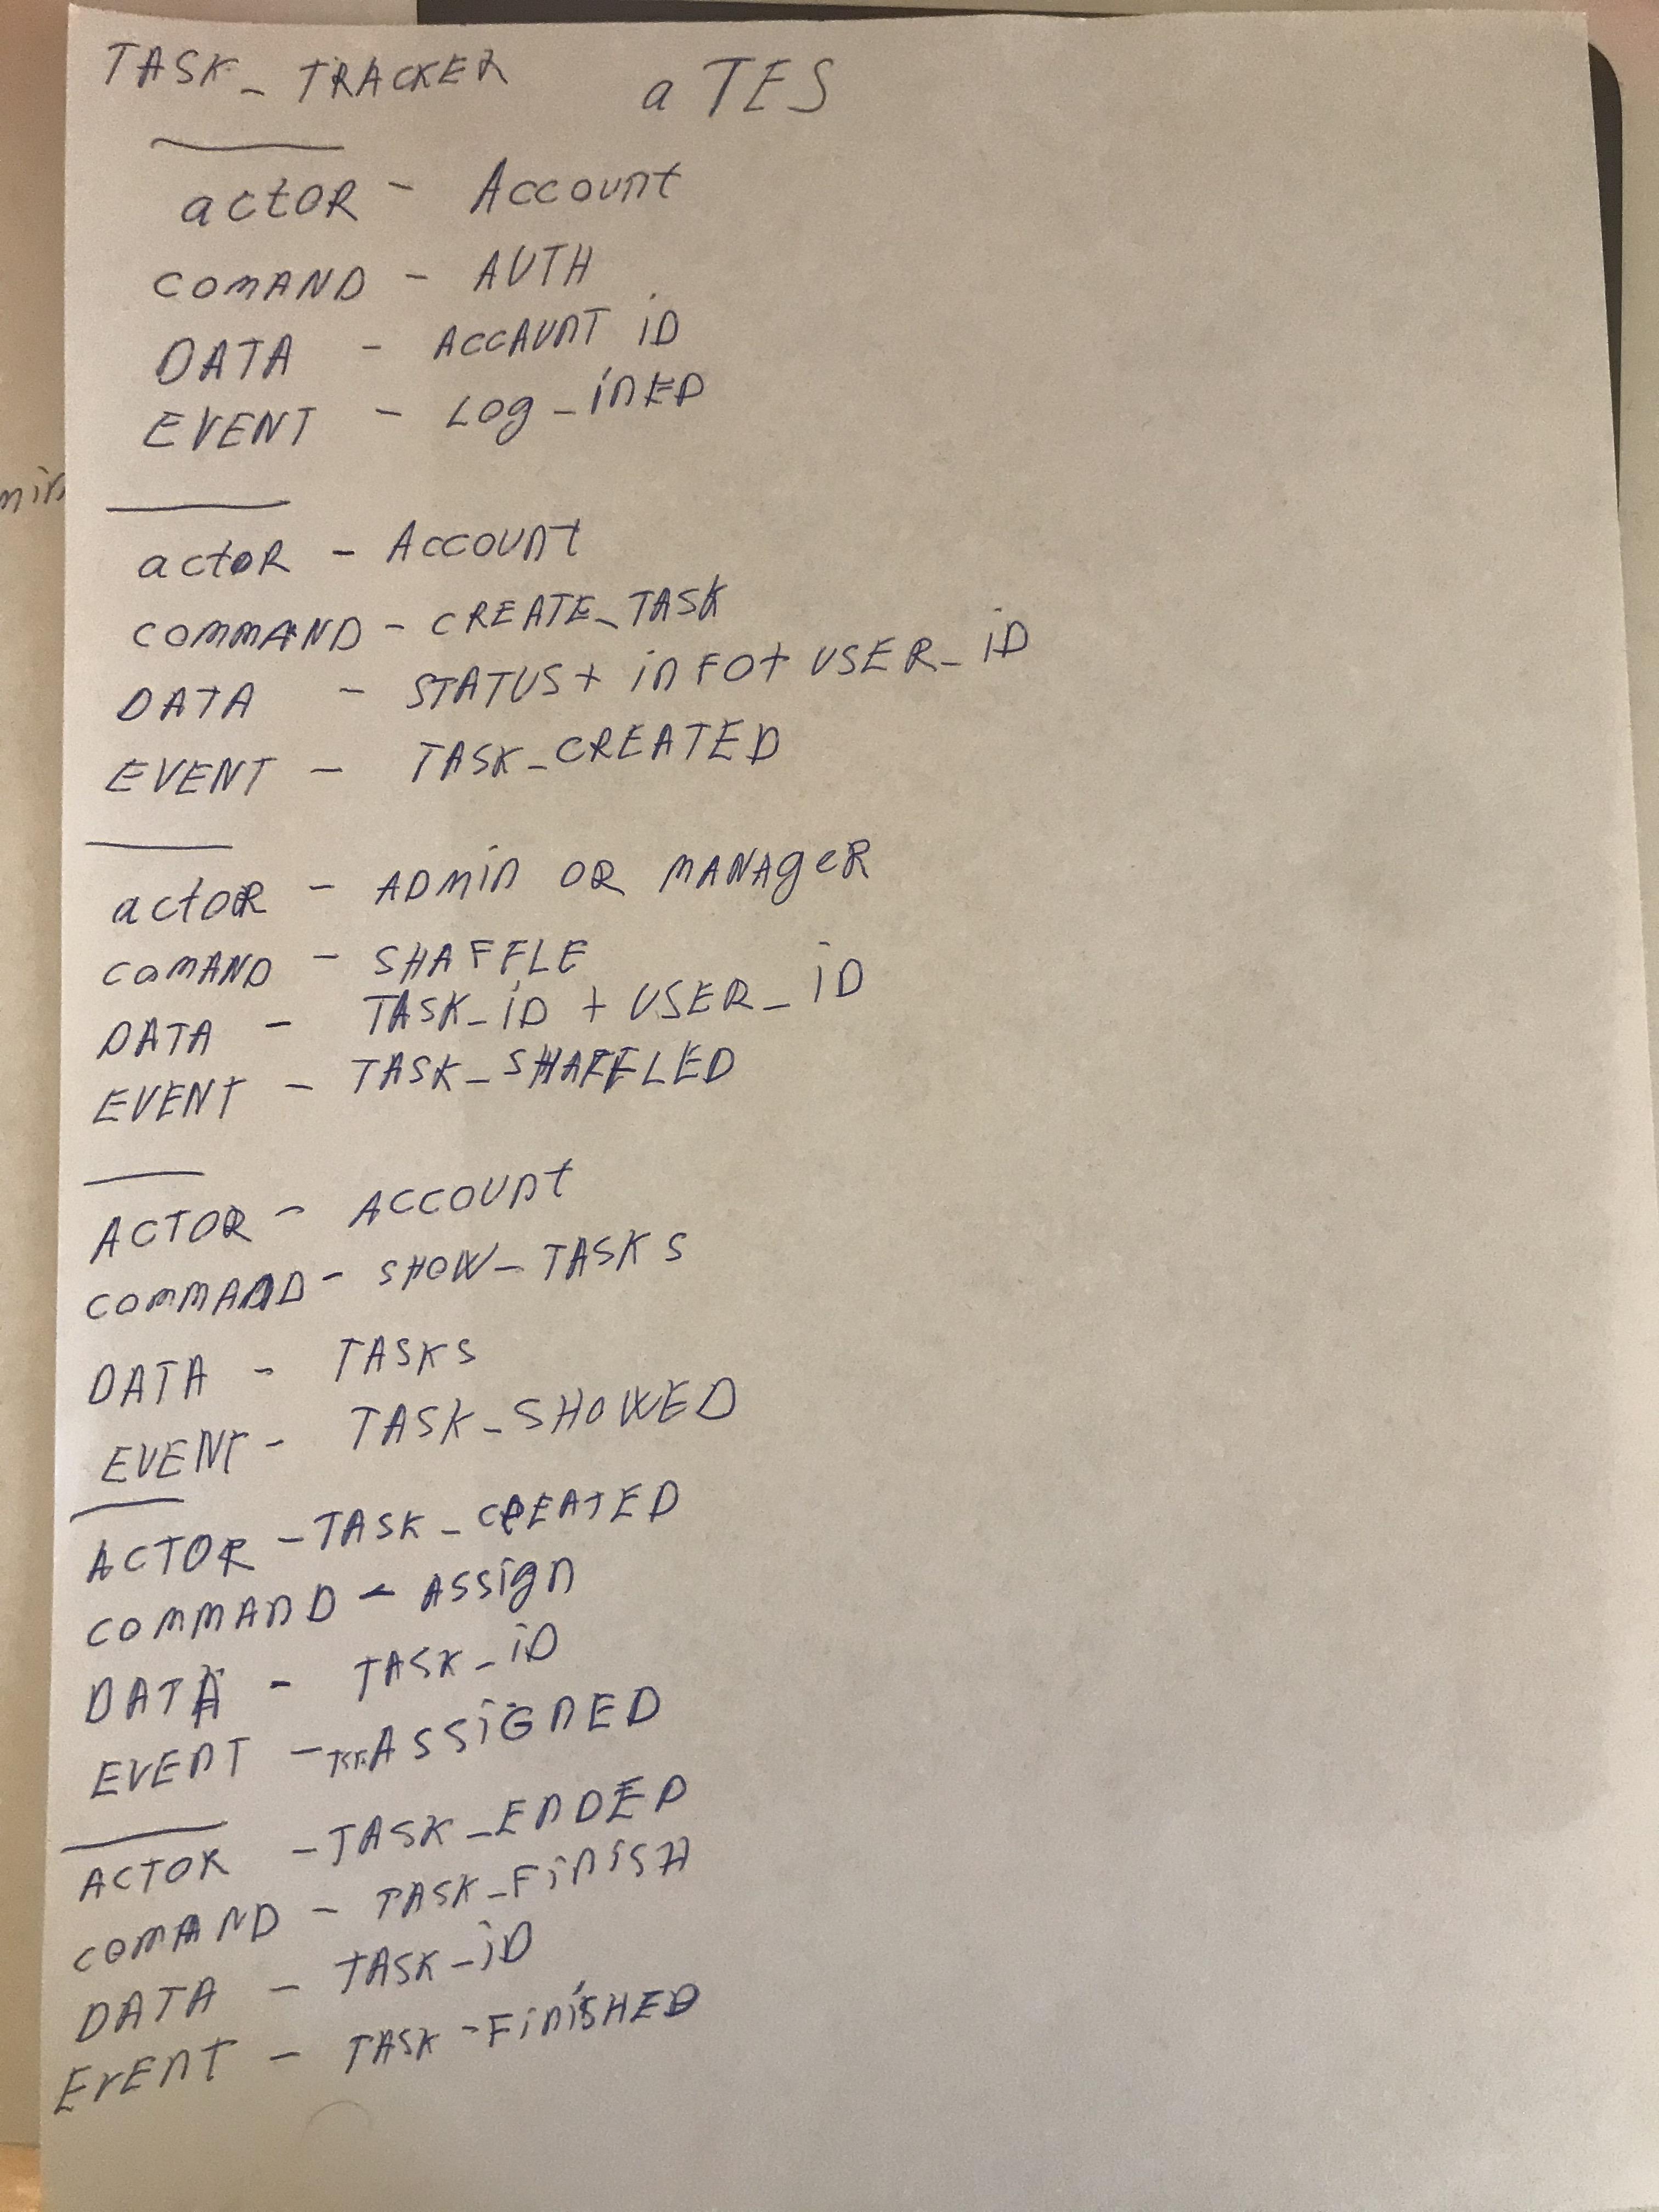 TASK_TRACKER aTES
actoR - Account
comAND - AUTH
DATA - AccAUnT iD
EVENT - Log_inED
min
actoR - Account
commAND - CREATE_TASK
DATA - STATUS + inFo + USER_iD
EVENT - TASK_CREATED
actoR - ADmin OR mANAgeR
comAND - SHAFFLE
DATA - TASK_iD + USER_iD
EVENT - TASK_SHAFFLED
ACTOR - Account
commAnD - SHOW_TASKS
DATA - TASKS
EVENT - TASK_SHOWED
ACTOR - TASK_CREATED
commAnD - ASSign
DATA - TASK_iD
EVEnT - ASSiGnED
ACTOR - TASK_EnDED
comAND - TASK_FiniSH
DATA - TASK_iD
EVEnT - TASK-FiniSHED